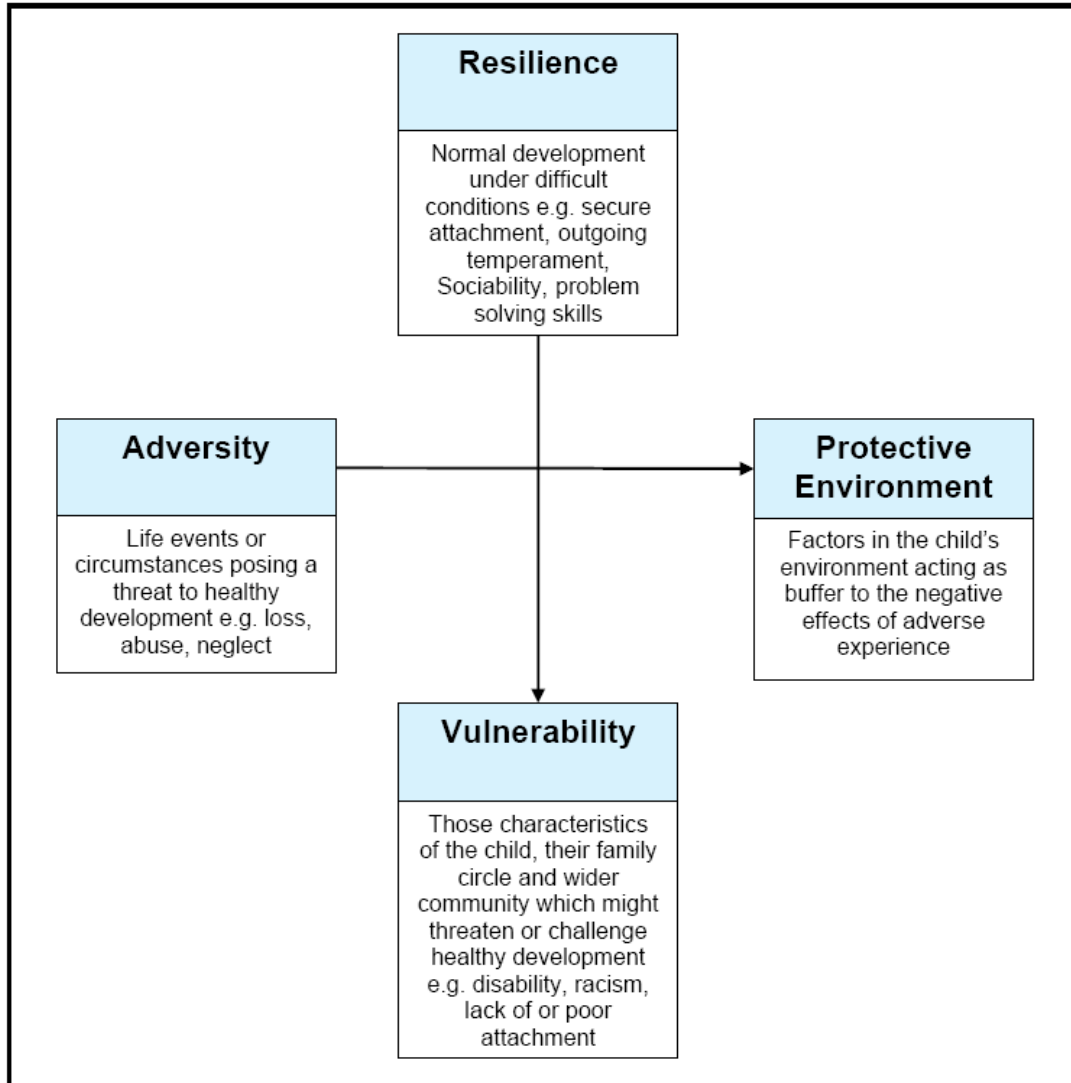 Resilience
Normal development
under difficult
conditions e.g. secure
attachment, outgoing
temperament,
Sociability, problem
solving skills
Adversity
Life events or
circumstances posing a
threat to healthy
development e.g. loss,
abuse, neglect
Protective
Environment
Factors in the child’s
environment acting as
buffer to the negative
effects of adverse
experience
Vulnerability
Those characteristics
of the child, their family
circle and wider
community which might
threaten or challenge
healthy development
e.g. disability, racism,
lack of or poor
attachment